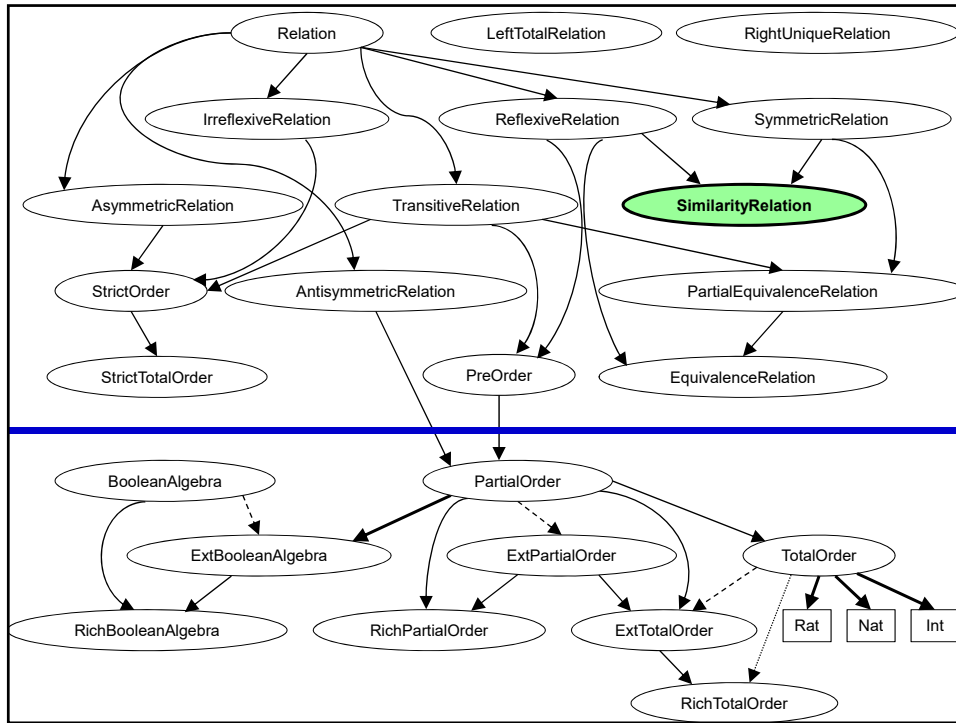 Relation
LeftTotalRelation
RightUniqueRelation
IrreflexiveRelation
ReflexiveRelation
SymmetricRelation
AsymmetricRelation
TransitiveRelation
SimilarityRelation
StrictOrder
AntisymmetricRelation
PartialEquivalenceRelation
StrictTotalOrder
PreOrder
EquivalenceRelation
BooleanAlgebra
PartialOrder
ExtBooleanAlgebra
ExtPartialOrder
TotalOrder
RichBooleanAlgebra
RichPartialOrder
ExtTotalOrder
Rat
Nat
Int
RichTotalOrder